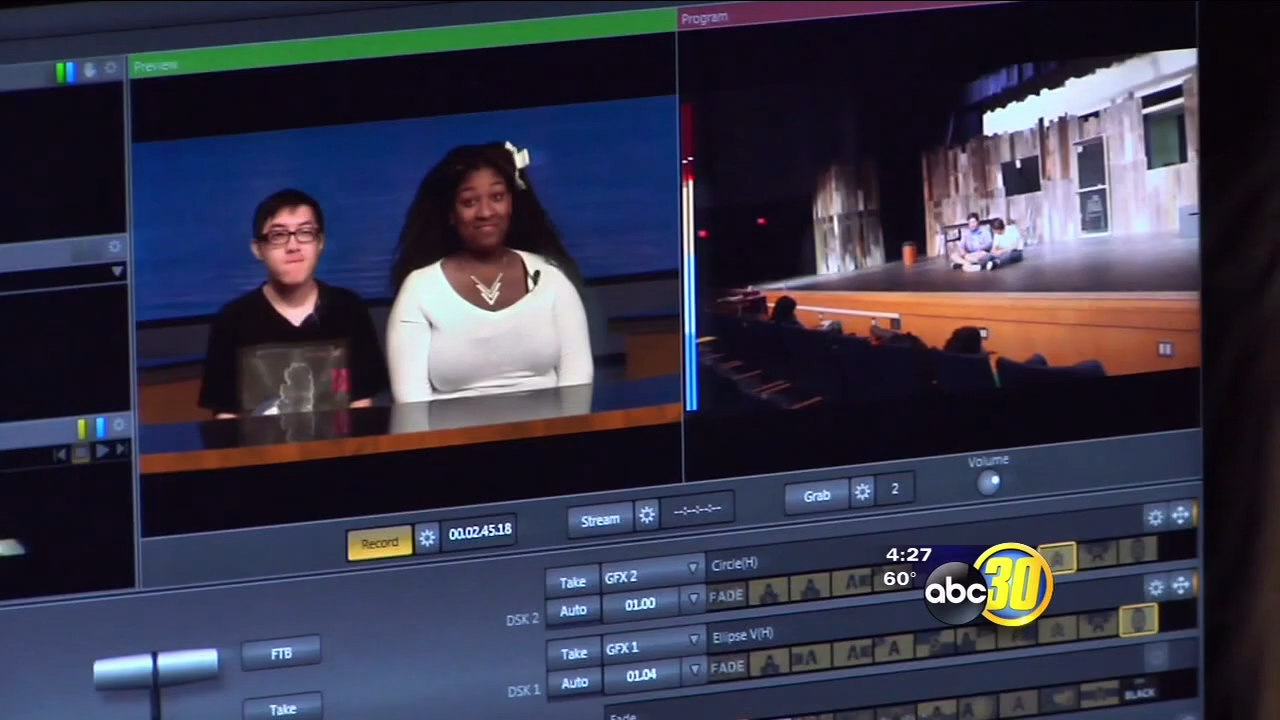 Preview
Program
Volume
Record
00.02.45.18
Stream
--:--:--:--
Grab
2
4:27
60°
abc 30
Take
GFX 2
Circle(H)
DSK 2
Auto
01.00
FADE
Take
GFX 1
Ellipse V(H)
DSK 1
Auto
01.04
FADE
FTB
Take
Fade
BLACK